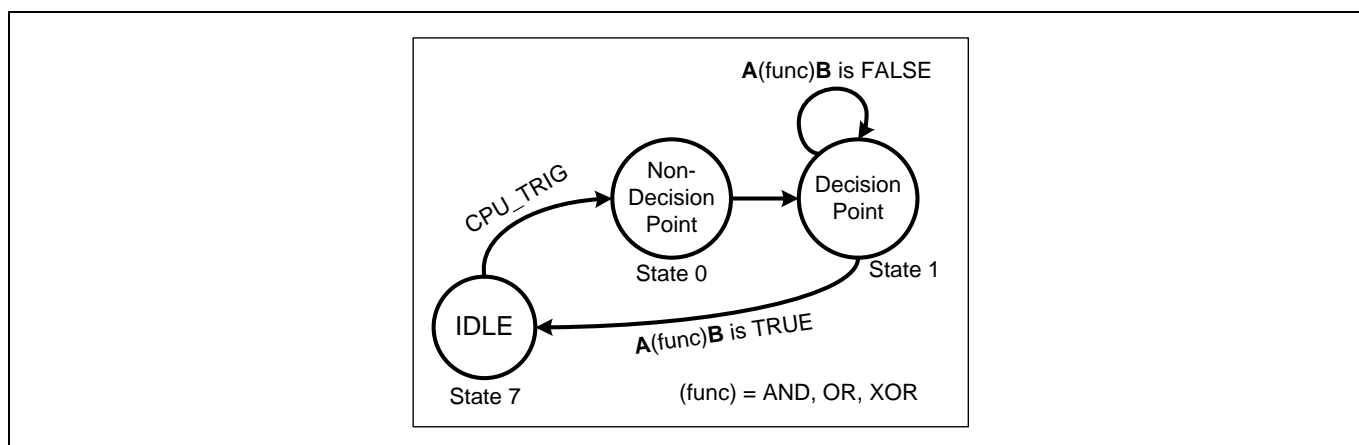 A(func)B is FALSE
CPU_TRIG
Non-
Decision
Point
Decision
Point
State 0
State 1
IDLE
A(func)B is TRUE
State 7
(func) = AND, OR, XOR